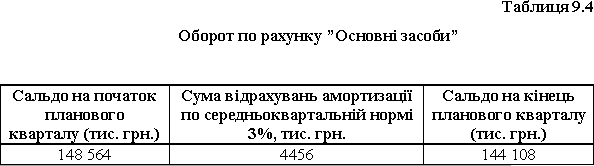 Таблиця 9.4
Оборот по рахунку ”Основні засоби”
Сальдо на початок планового кварталу (тис. грн.)
Сума відрахувань амортизації по середньоквартальній нормі 3%, тис. грн.
Сальдо на кінець планового кварталу (тис. грн.)
148 564
4456
144 108